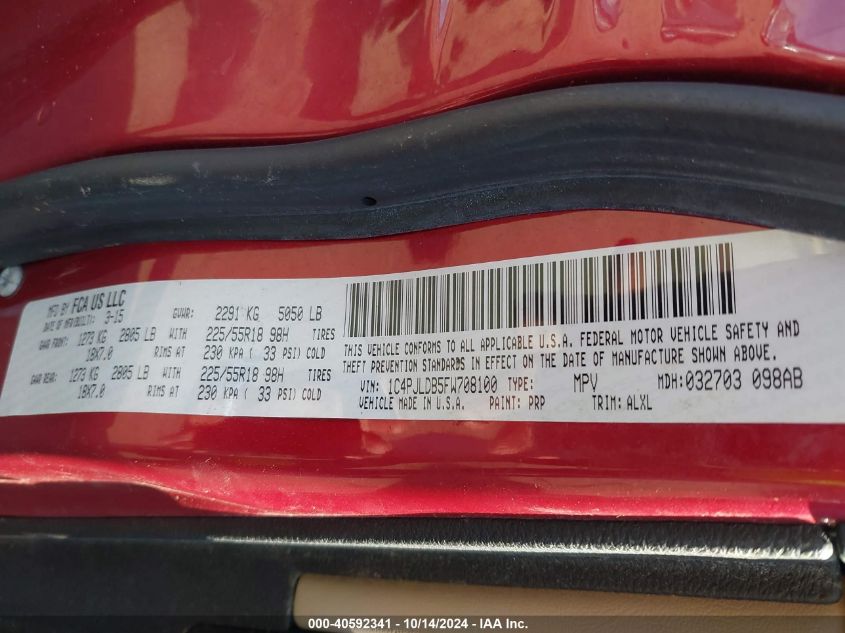 MFD BY FCA US LLC
DATE OF MFR/BUILT: 3-15 GVWR: 2291 KG 5050 LB
GAWR FRONT: 1273 KG 2805 LB WITH 225/55R18 98H TIRES
18X7.0 RIMS AT 230 KPA ( 33 PSI) COLD
GAWR REAR: 1273 KG 2805 LB WITH 225/55R18 98H TIRES
18X7.0 RIMS AT 230 KPA ( 33 PSI) COLD
THIS VEHICLE CONFORMS TO ALL APPLICABLE U.S.A. FEDERAL MOTOR VEHICLE SAFETY AND
THEFT PREVENTION STANDARDS IN EFFECT ON THE DATE OF MANUFACTURE SHOWN ABOVE.
VIN: 1C4PJLDB5FW708100 TYPE: MPV MDH:032703 098AB
VEHICLE MADE IN U.S.A. PAINT: PRP TRIM: ALXL
000-40592341 - 10/14/2024 - IAA Inc.